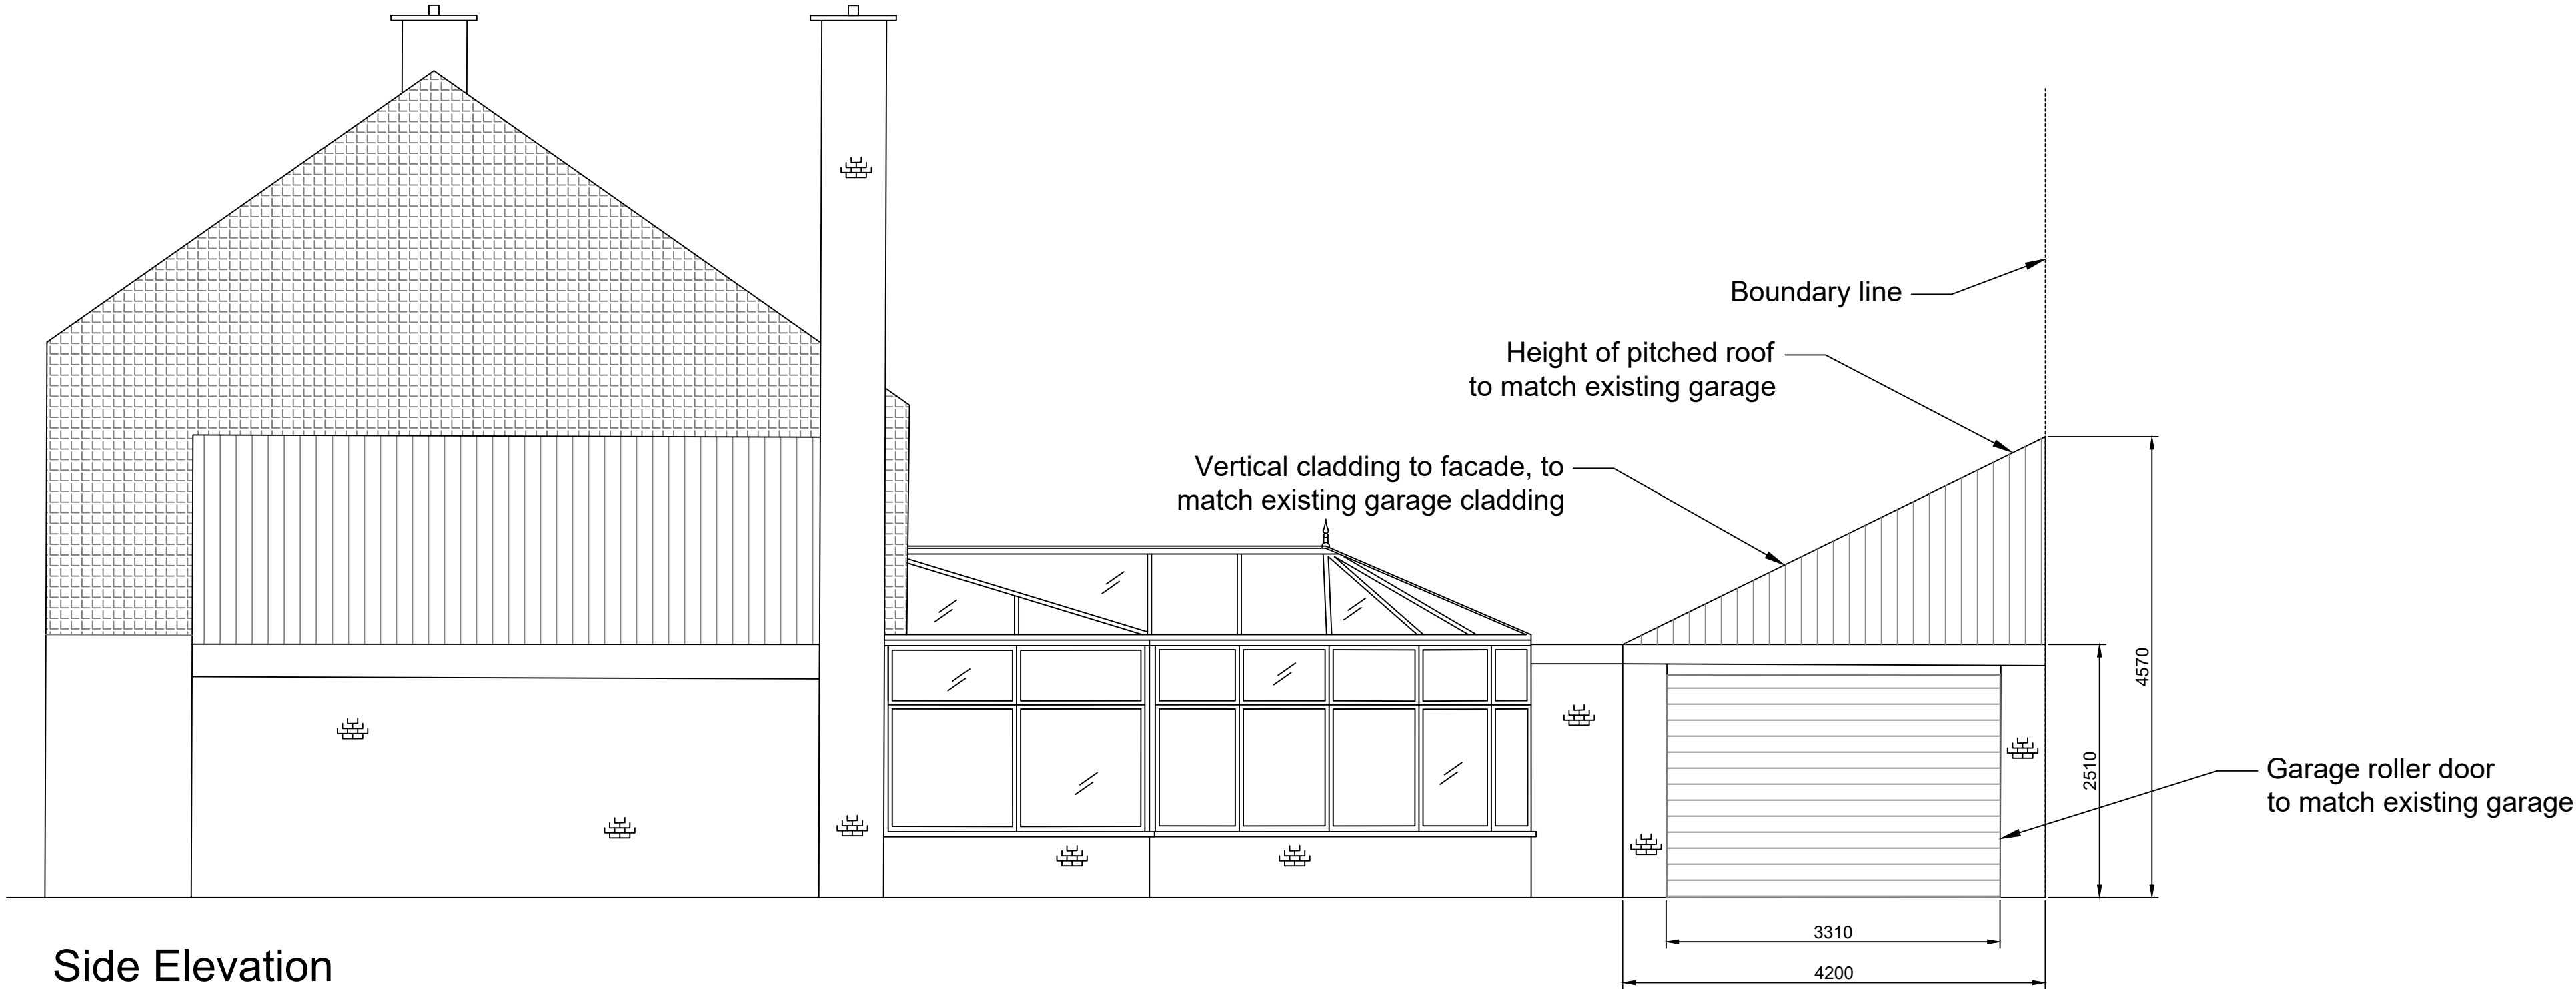 Boundary line
Height of pitched roof
to match existing garage
Vertical cladding to facade, to
match existing garage cladding
4570
2510
Garage roller door
to match existing garage
3310
4200
Side Elevation